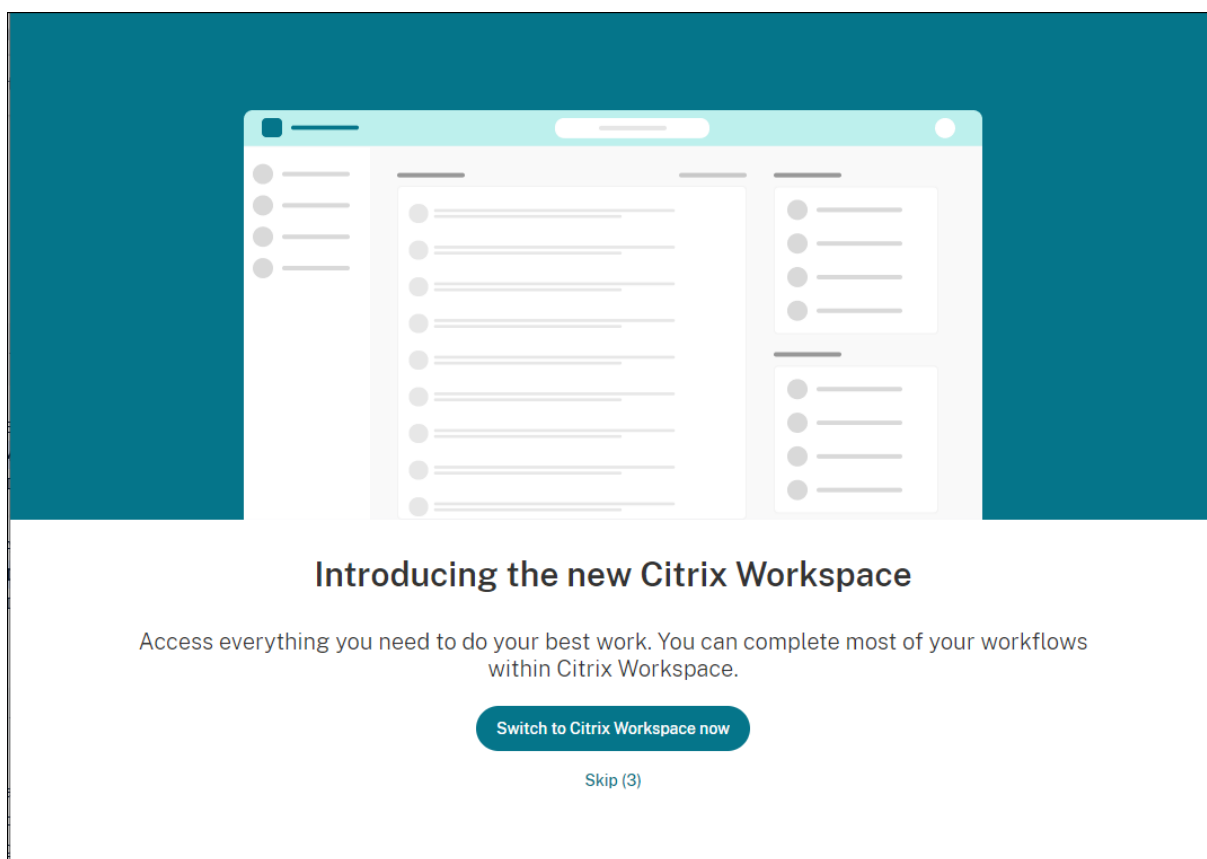 Introducing the new Citrix Workspace
Access everything you need to do your best work. You can complete most of your workflows
within Citrix Workspace.
Switch to Citrix Workspace now
Skip (3)